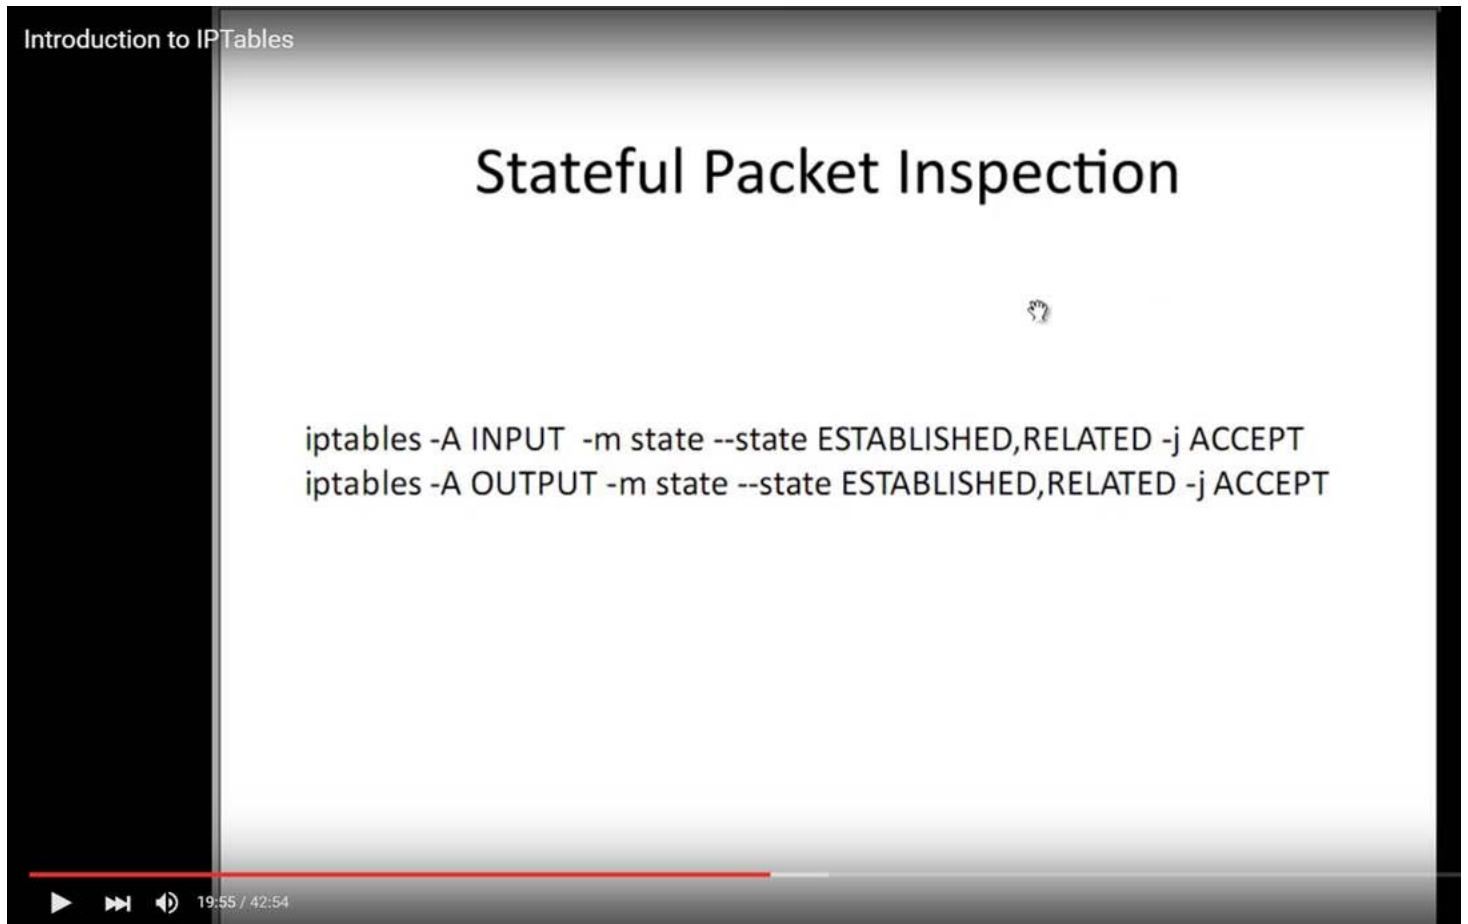 Introduction to IPTables
Stateful Packet Inspection
iptables -A INPUT  -m state --state ESTABLISHED,RELATED -j ACCEPT
iptables -A OUTPUT -m state --state ESTABLISHED,RELATED -j ACCEPT
19:55 / 42:54